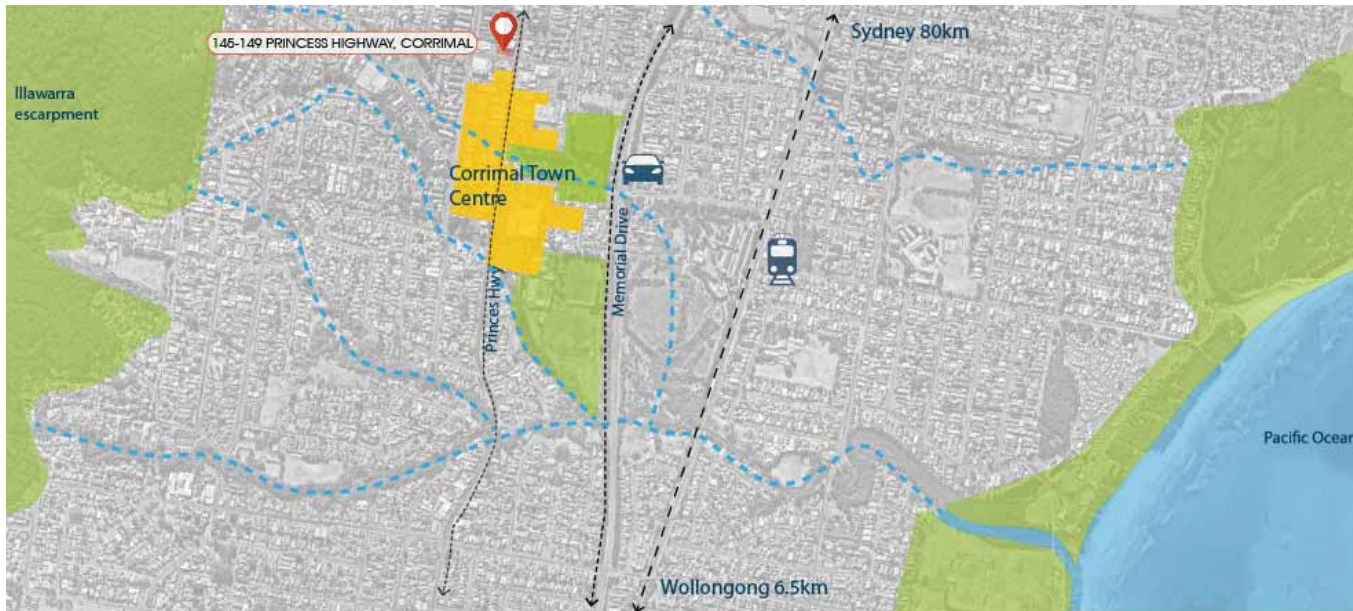 Sydney 80km
145-149 PRINCESS HIGHWAY, CORRIMAL
Illawarra
escarpment
Corrimal Town
Centre
Memorial Drive
Princes Hwy
Pacific Ocean
Wollongong 6.5km